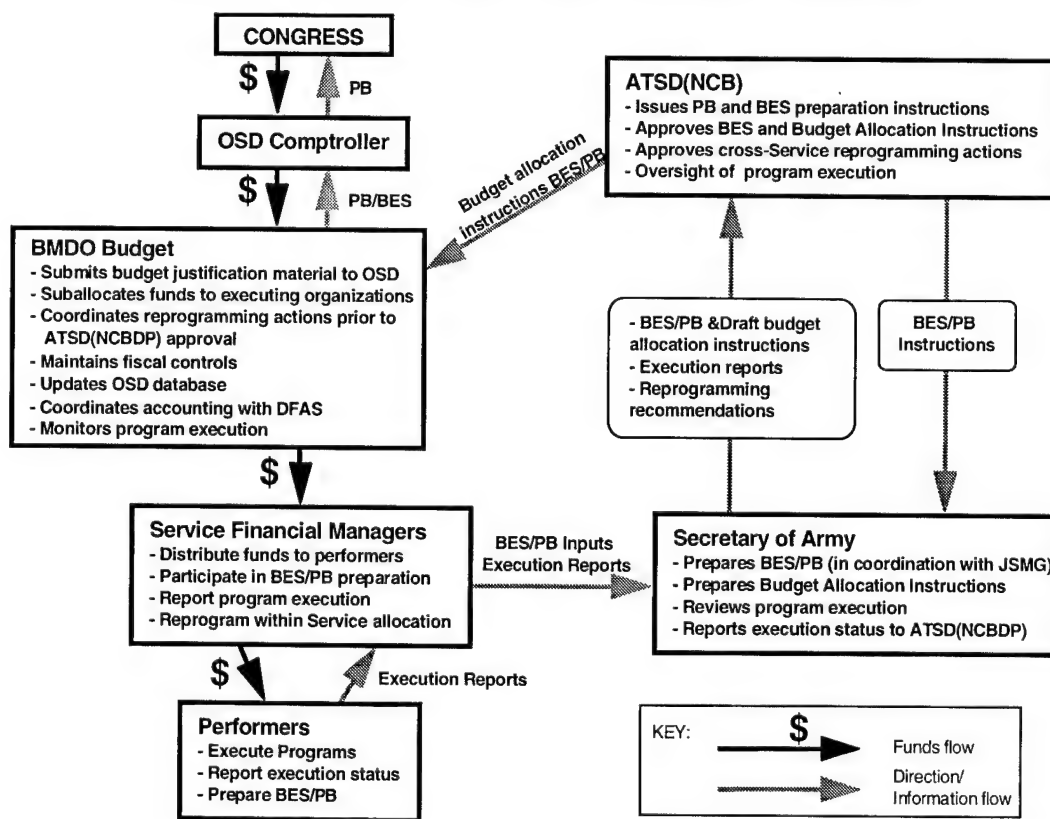 CONGRESS
$
PB
OSD Comptroller
$
PB/BES
Budget allocation
instructions BES/PB
ATSD(NCB)
- Issues PB and BES preparation instructions
- Approves BES and Budget Allocation Instructions
- Approves cross-Service reprogramming actions
- Oversight of program execution
BMDO Budget
- Submits budget justification material to OSD
- Suballocates funds to executing organizations
- Coordinates reprogramming actions prior to
ATSD(NCBDP) approval
- Maintains fiscal controls
- Updates OSD database
- Coordinates accounting with DFAS
- Monitors program execution
- BES/PB &Draft budget
allocation instructions
- Execution reports
- Reprogramming
recommendations
BES/PB
Instructions
$
Service Financial Managers
- Distribute funds to performers
- Participate in BES/PB preparation
- Report program execution
- Reprogram within Service allocation
BES/PB Inputs
Execution Reports
Secretary of Army
- Prepares BES/PB (in coordination with JSMG)
- Prepares Budget Allocation Instructions
- Reviews program execution
- Reports execution status to ATSD(NCBDP)
$
Execution Reports
Performers
- Execute Programs
- Report execution status
- Prepare BES/PB
KEY:
$
Funds flow
Direction/
Information flow